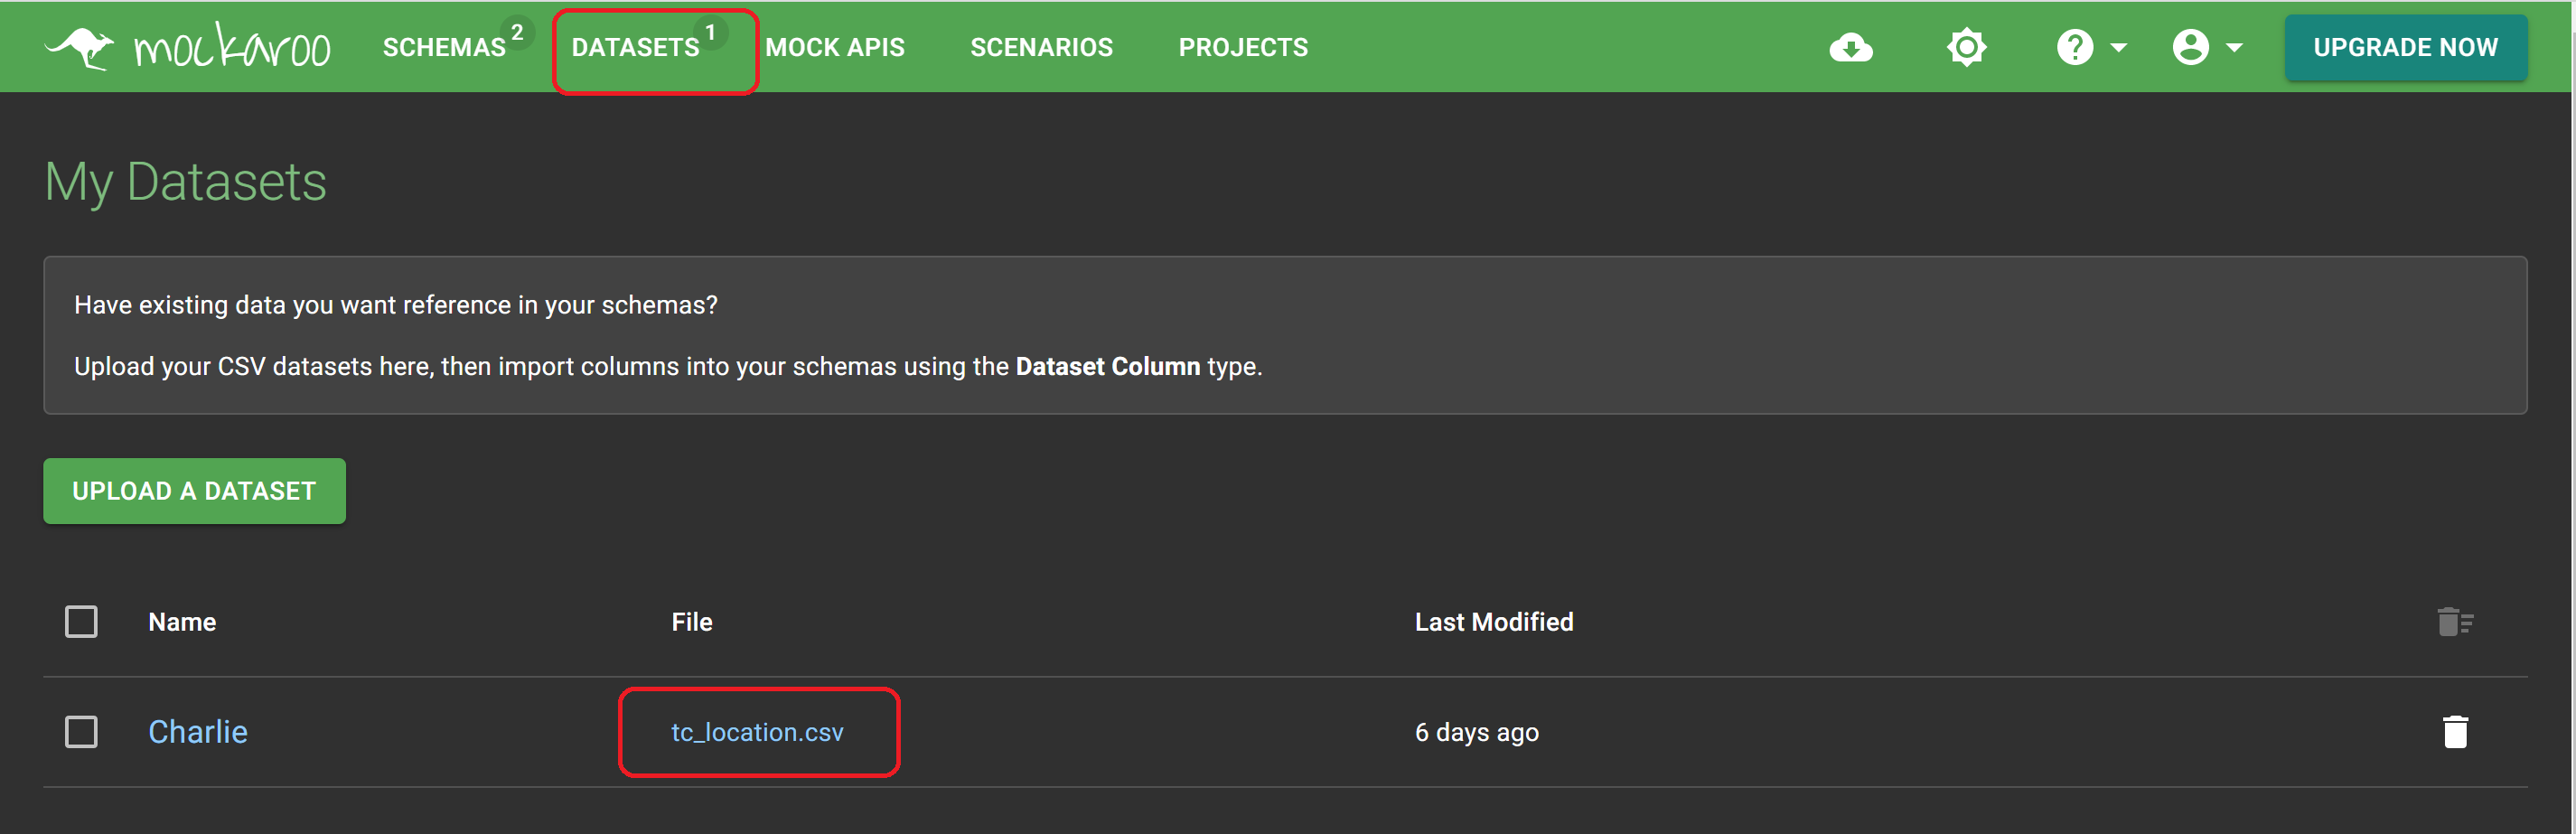 mockaroo SCHEMAS 2 DATASETS 1 MOCK APIS SCENARIOS PROJECTS ? UPGRADE NOW
My Datasets
Have existing data you want reference in your schemas?
Upload your CSV datasets here, then import columns into your schemas using the Dataset Column type.
UPLOAD A DATASET
Name File Last Modified
Charlie tc_location.csv 6 days ago